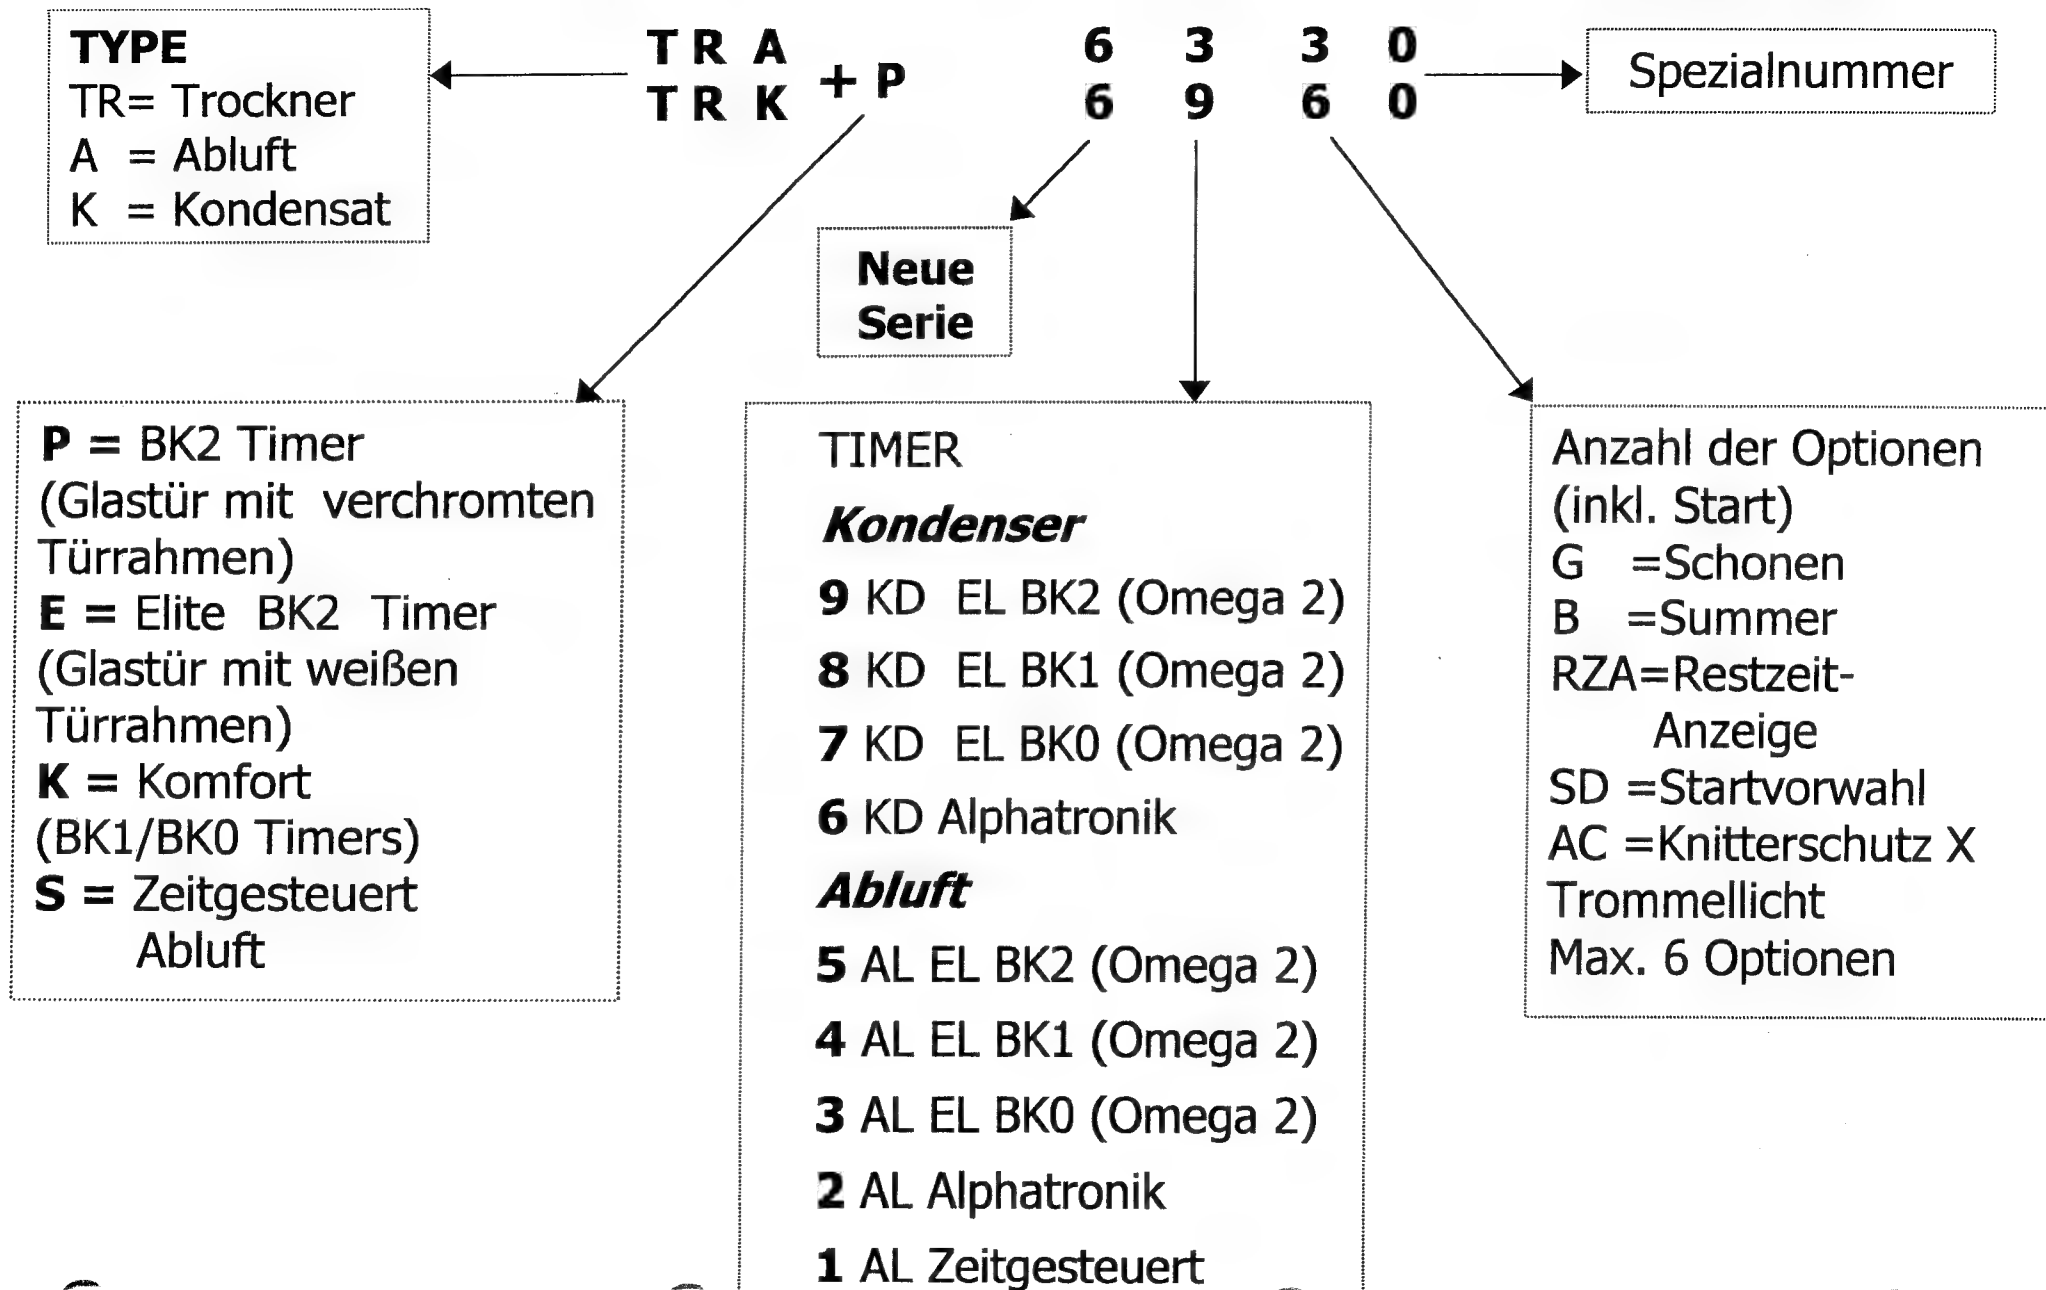 TYPE
TR= Trockner
A = Abluft
K = Kondensat
TRA
TRK
+ P
6 3 3 0
6 9 6 0
Spezialnummer
Neue
Serie
P = BK2 Timer
(Glastür mit verchromten
Türrahmen)
E = Elite BK2 Timer
(Glastür mit weißen
Türrahmen)
K = Komfort
(BK1/BK0 Timers)
S = Zeitgesteuert
Abluft
TIMER
Kondenser
9 KD EL BK2 (Omega 2)
8 KD EL BK1 (Omega 2)
7 KD EL BK0 (Omega 2)
6 KD Alphatronik
Abluft
5 AL EL BK2 (Omega 2)
4 AL EL BK1 (Omega 2)
3 AL EL BK0 (Omega 2)
2 AL Alphatronik
1 AL Zeitgesteuert
Anzahl der Optionen
(inkl. Start)
G =Schonen
B =Summer
RZA=Restzeit-
Anzeige
SD =Startvorwahl
AC =Knitterschutz X
Trommellicht
Max. 6 Optionen